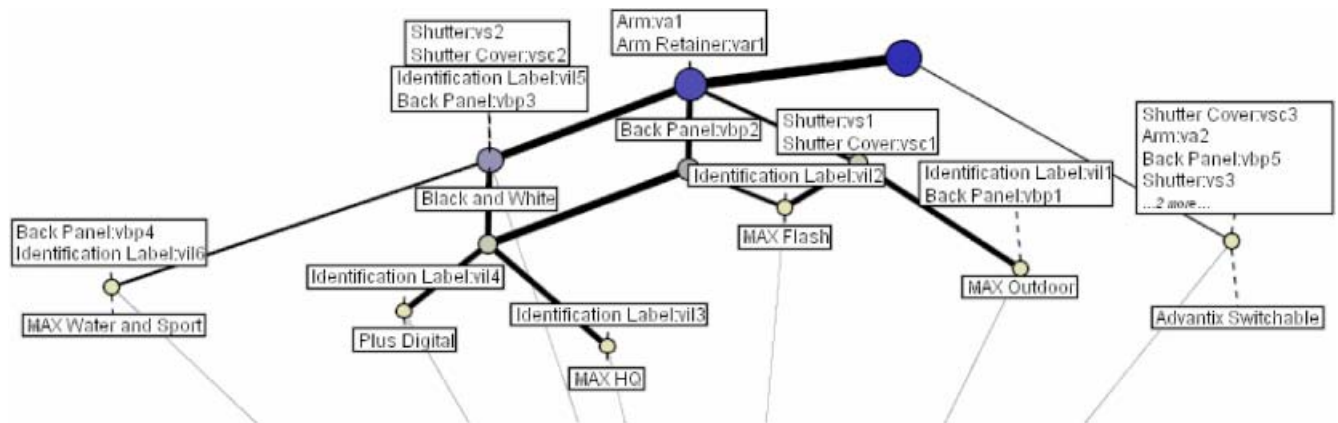 Shutter:vs2
Shutter Cover:vsc2
Identification Label:vil5
Back Panel:vbp3
Arm:va1
Arm Retainer:var1
Back Panel:vbp2
Shutter:vs1
Shutter Cover:vsc1
Shutter Cover:vsc3
Arm:va2
Back Panel:vbp5
Shutter:vs3
...2 more...
Identification Label:vil2
Identification Label:vil1
Back Panel:vbp1
Black and White
Back Panel:vbp4
Identification Label:vil6
MAX Flash
Identification Label:vil4
MAX Outdoor
Identification Label:vil3
MAX Water and Sport
Plus Digital
Advantix Switchable
MAX HQ